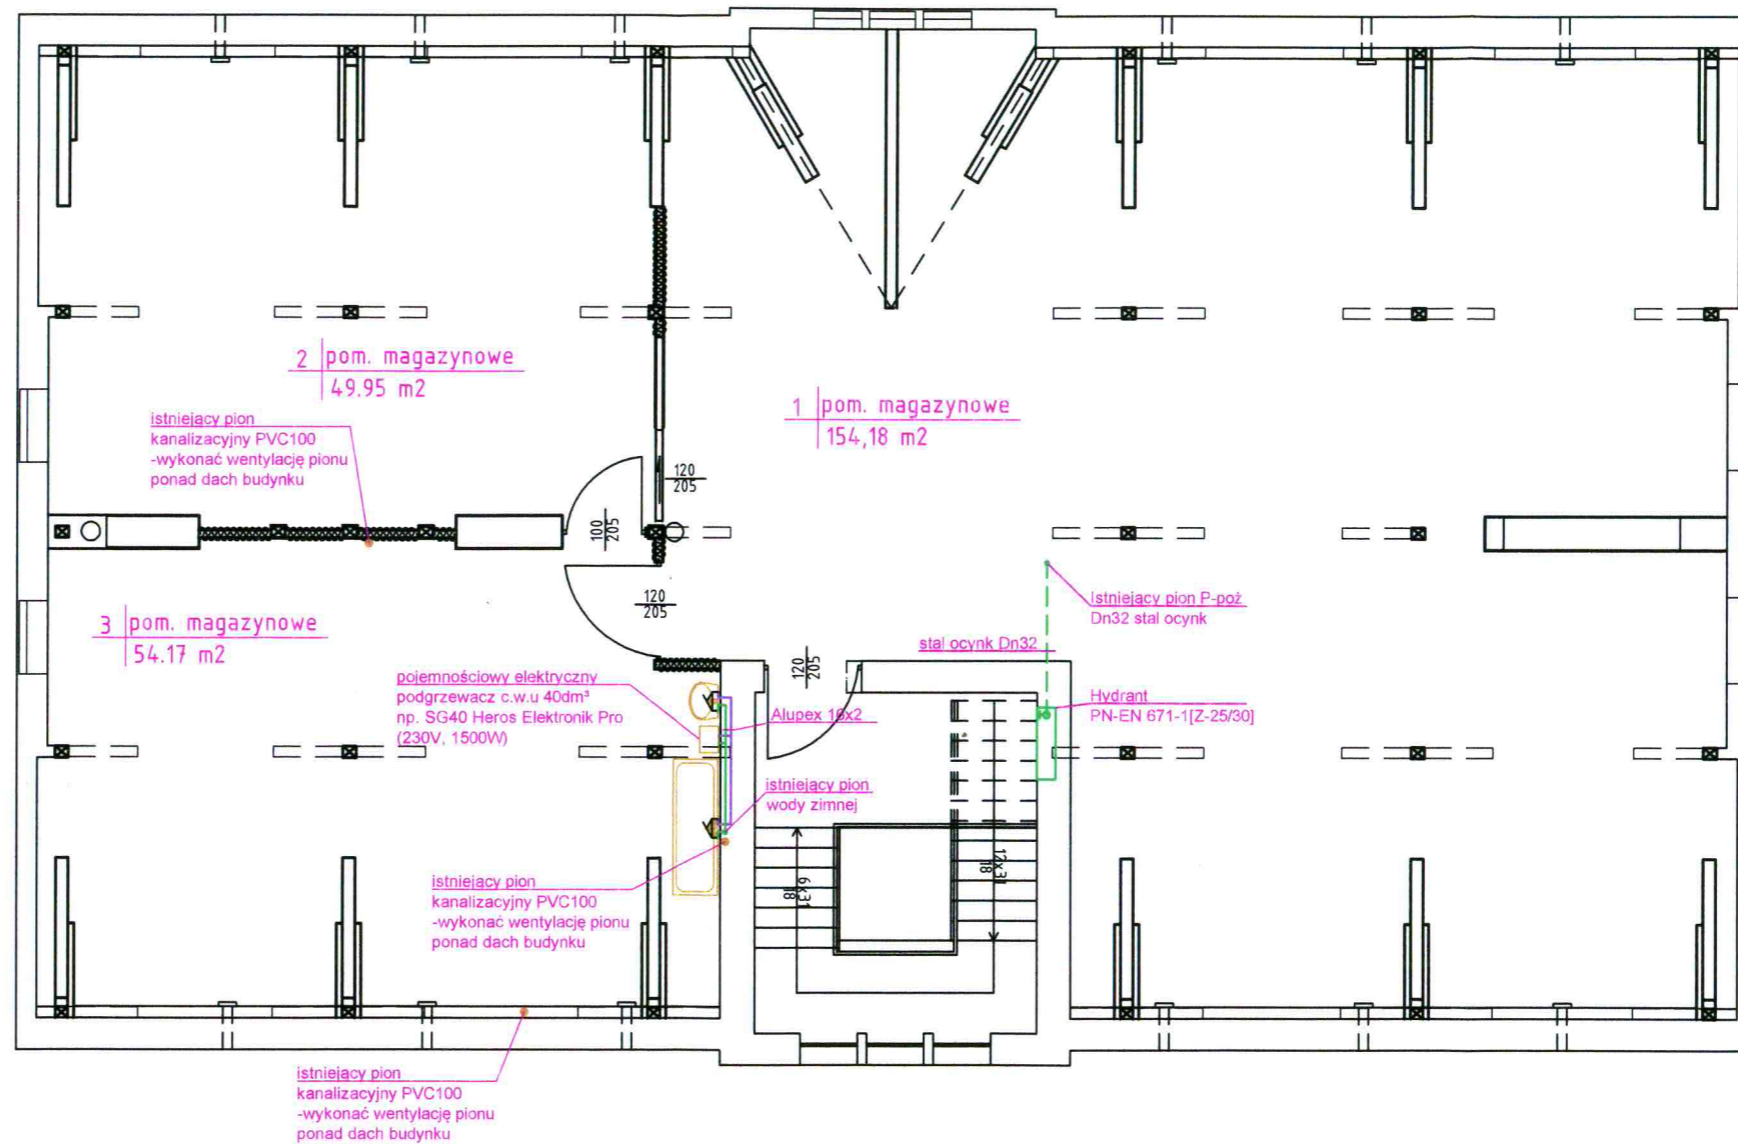 2 pom. magazynowe
49.95 m2
istniejący pion
kanalizacyjny PVC100
-wykonać wentylację pionu
ponad dach budynku
1 pom. magazynowe
154,18 m2
120
205
100
205
120
205
3 pom. magazynowe
54.17 m2
Istniejący pion P-poż
Dn32 stal ocynk
stal ocynk Dn32
120
205
pojemnościowy elektryczny
podgrzewacz c.w.u 40dm³
np. SG40 Heros Elektronik Pro
(230V, 1500W)
Alupex 16x2
Hydrant
PN-EN 671-1[Z-25/30]
istniejący pion
wody zimnej
istniejący pion
kanalizacyjny PVC100
-wykonać wentylację pionu
ponad dach budynku
6x31
18
12x31
18
istniejący pion
kanalizacyjny PVC100
-wykonać wentylację pionu
ponad dach budynku